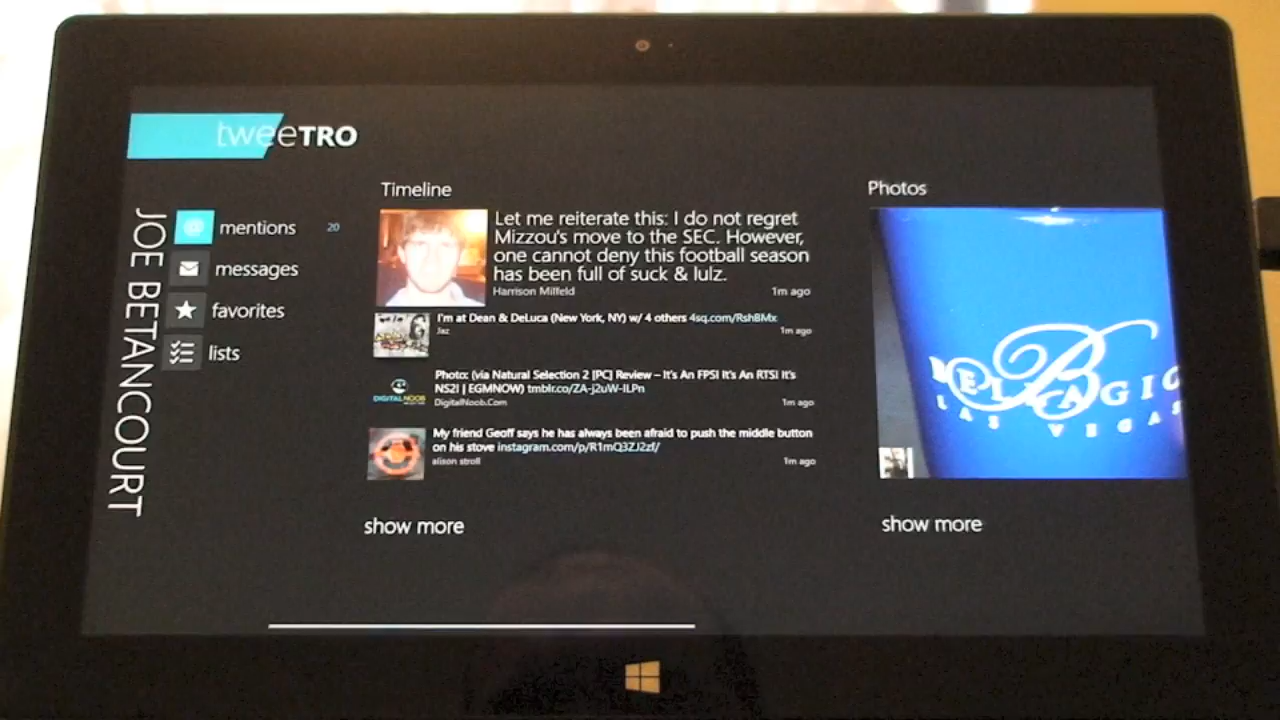 tweeTRO
JOE BETANCOURT
@ mentions 20
messages
favorites
lists
Timeline
Let me reiterate this: I do not regret
Mizzou's move to the SEC. However,
one cannot deny this football season
has been full of suck & lulz.
Harrison Milfeld 1m ago
I'm at Dean & DeLuca (New York, NY) w/ 4 others 4sq.com/RshBMx
Jaz 1m ago
Photo: (via Natural Selection 2 [PC] Review – It's An FPS! It's An RTS! It's
NS2! | EGMNOW) tmblr.co/ZA-j2uW-ILPn
DIGITALNOOB
DigitalNoob.Com 1m ago
My friend Geoff says he has always been afraid to push the middle button
on his stove instagram.com/p/R1mQ3ZJ2zf/
alison stroll 1m ago
show more
Photos
B
BELLAGIO
LAS VEGAS
show more